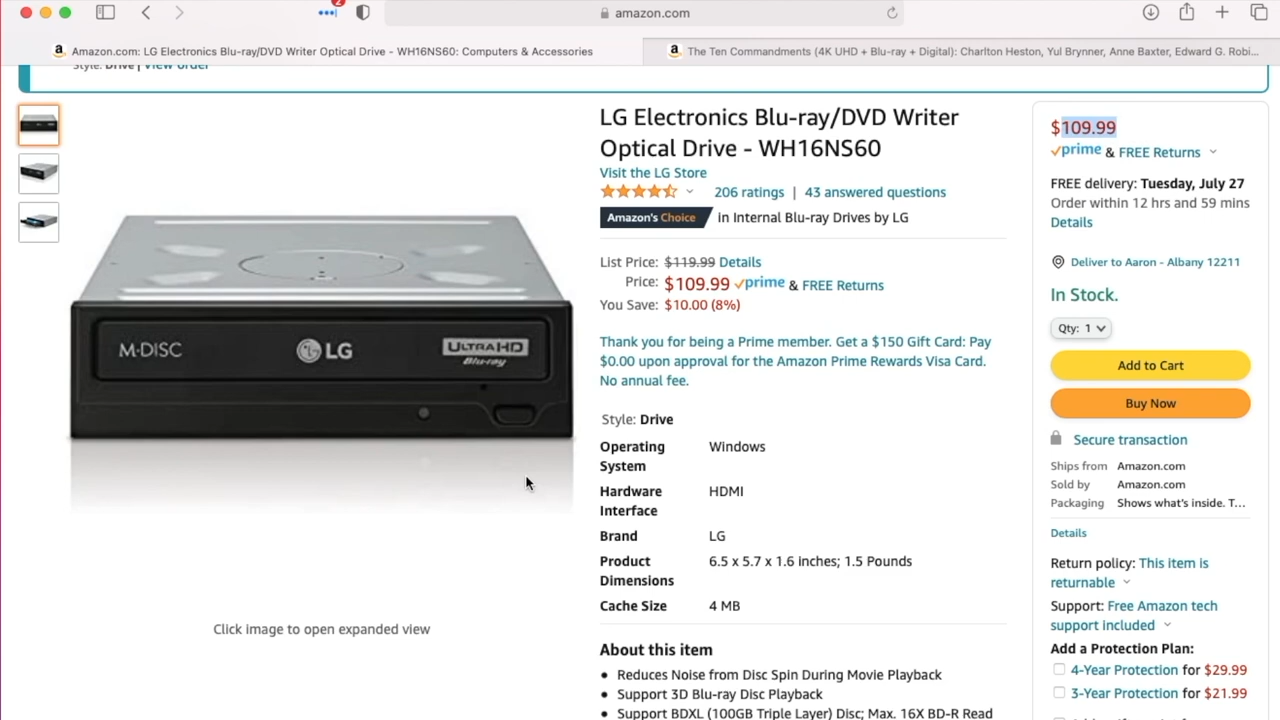 2
amazon.com
Amazon.com: LG Electronics Blu-ray/DVD Writer Optical Drive - WH16NS60: Computers & Accessories
The Ten Commandments (4K UHD + Blu-ray + Digital): Charlton Heston, Yul Brynner, Anne Baxter, Edward G. Robi...
Style: Drive | View order
M·DISC
LG
ULTRA HD
Blu-ray
Click image to open expanded view
LG Electronics Blu-ray/DVD Writer
Optical Drive - WH16NS60
Visit the LG Store
206 ratings | 43 answered questions
Amazon's Choice in Internal Blu-ray Drives by LG
List Price: $119.99 Details
Price: $109.99 prime & FREE Returns
You Save: $10.00 (8%)
Thank you for being a Prime member. Get a $150 Gift Card: Pay
$0.00 upon approval for the Amazon Prime Rewards Visa Card.
No annual fee.
Style: Drive
Operating System Windows
Hardware Interface HDMI
Brand LG
Product Dimensions 6.5 x 5.7 x 1.6 inches; 1.5 Pounds
Cache Size 4 MB
About this item
Reduces Noise from Disc Spin During Movie Playback
Support 3D Blu-ray Disc Playback
Support BDXL (100GB Triple Layer) Disc; Max. 16X BD-R Read
$109.99
prime & FREE Returns
FREE delivery: Tuesday, July 27
Order within 12 hrs and 59 mins
Details
Deliver to Aaron - Albany 12211
In Stock.
Qty: 1
Add to Cart
Buy Now
Secure transaction
Ships from Amazon.com
Sold by Amazon.com
Packaging Shows what's inside. T...
Details
Return policy: This item is
returnable
Support: Free Amazon tech
support included
Add a Protection Plan:
4-Year Protection for $29.99
3-Year Protection for $21.99